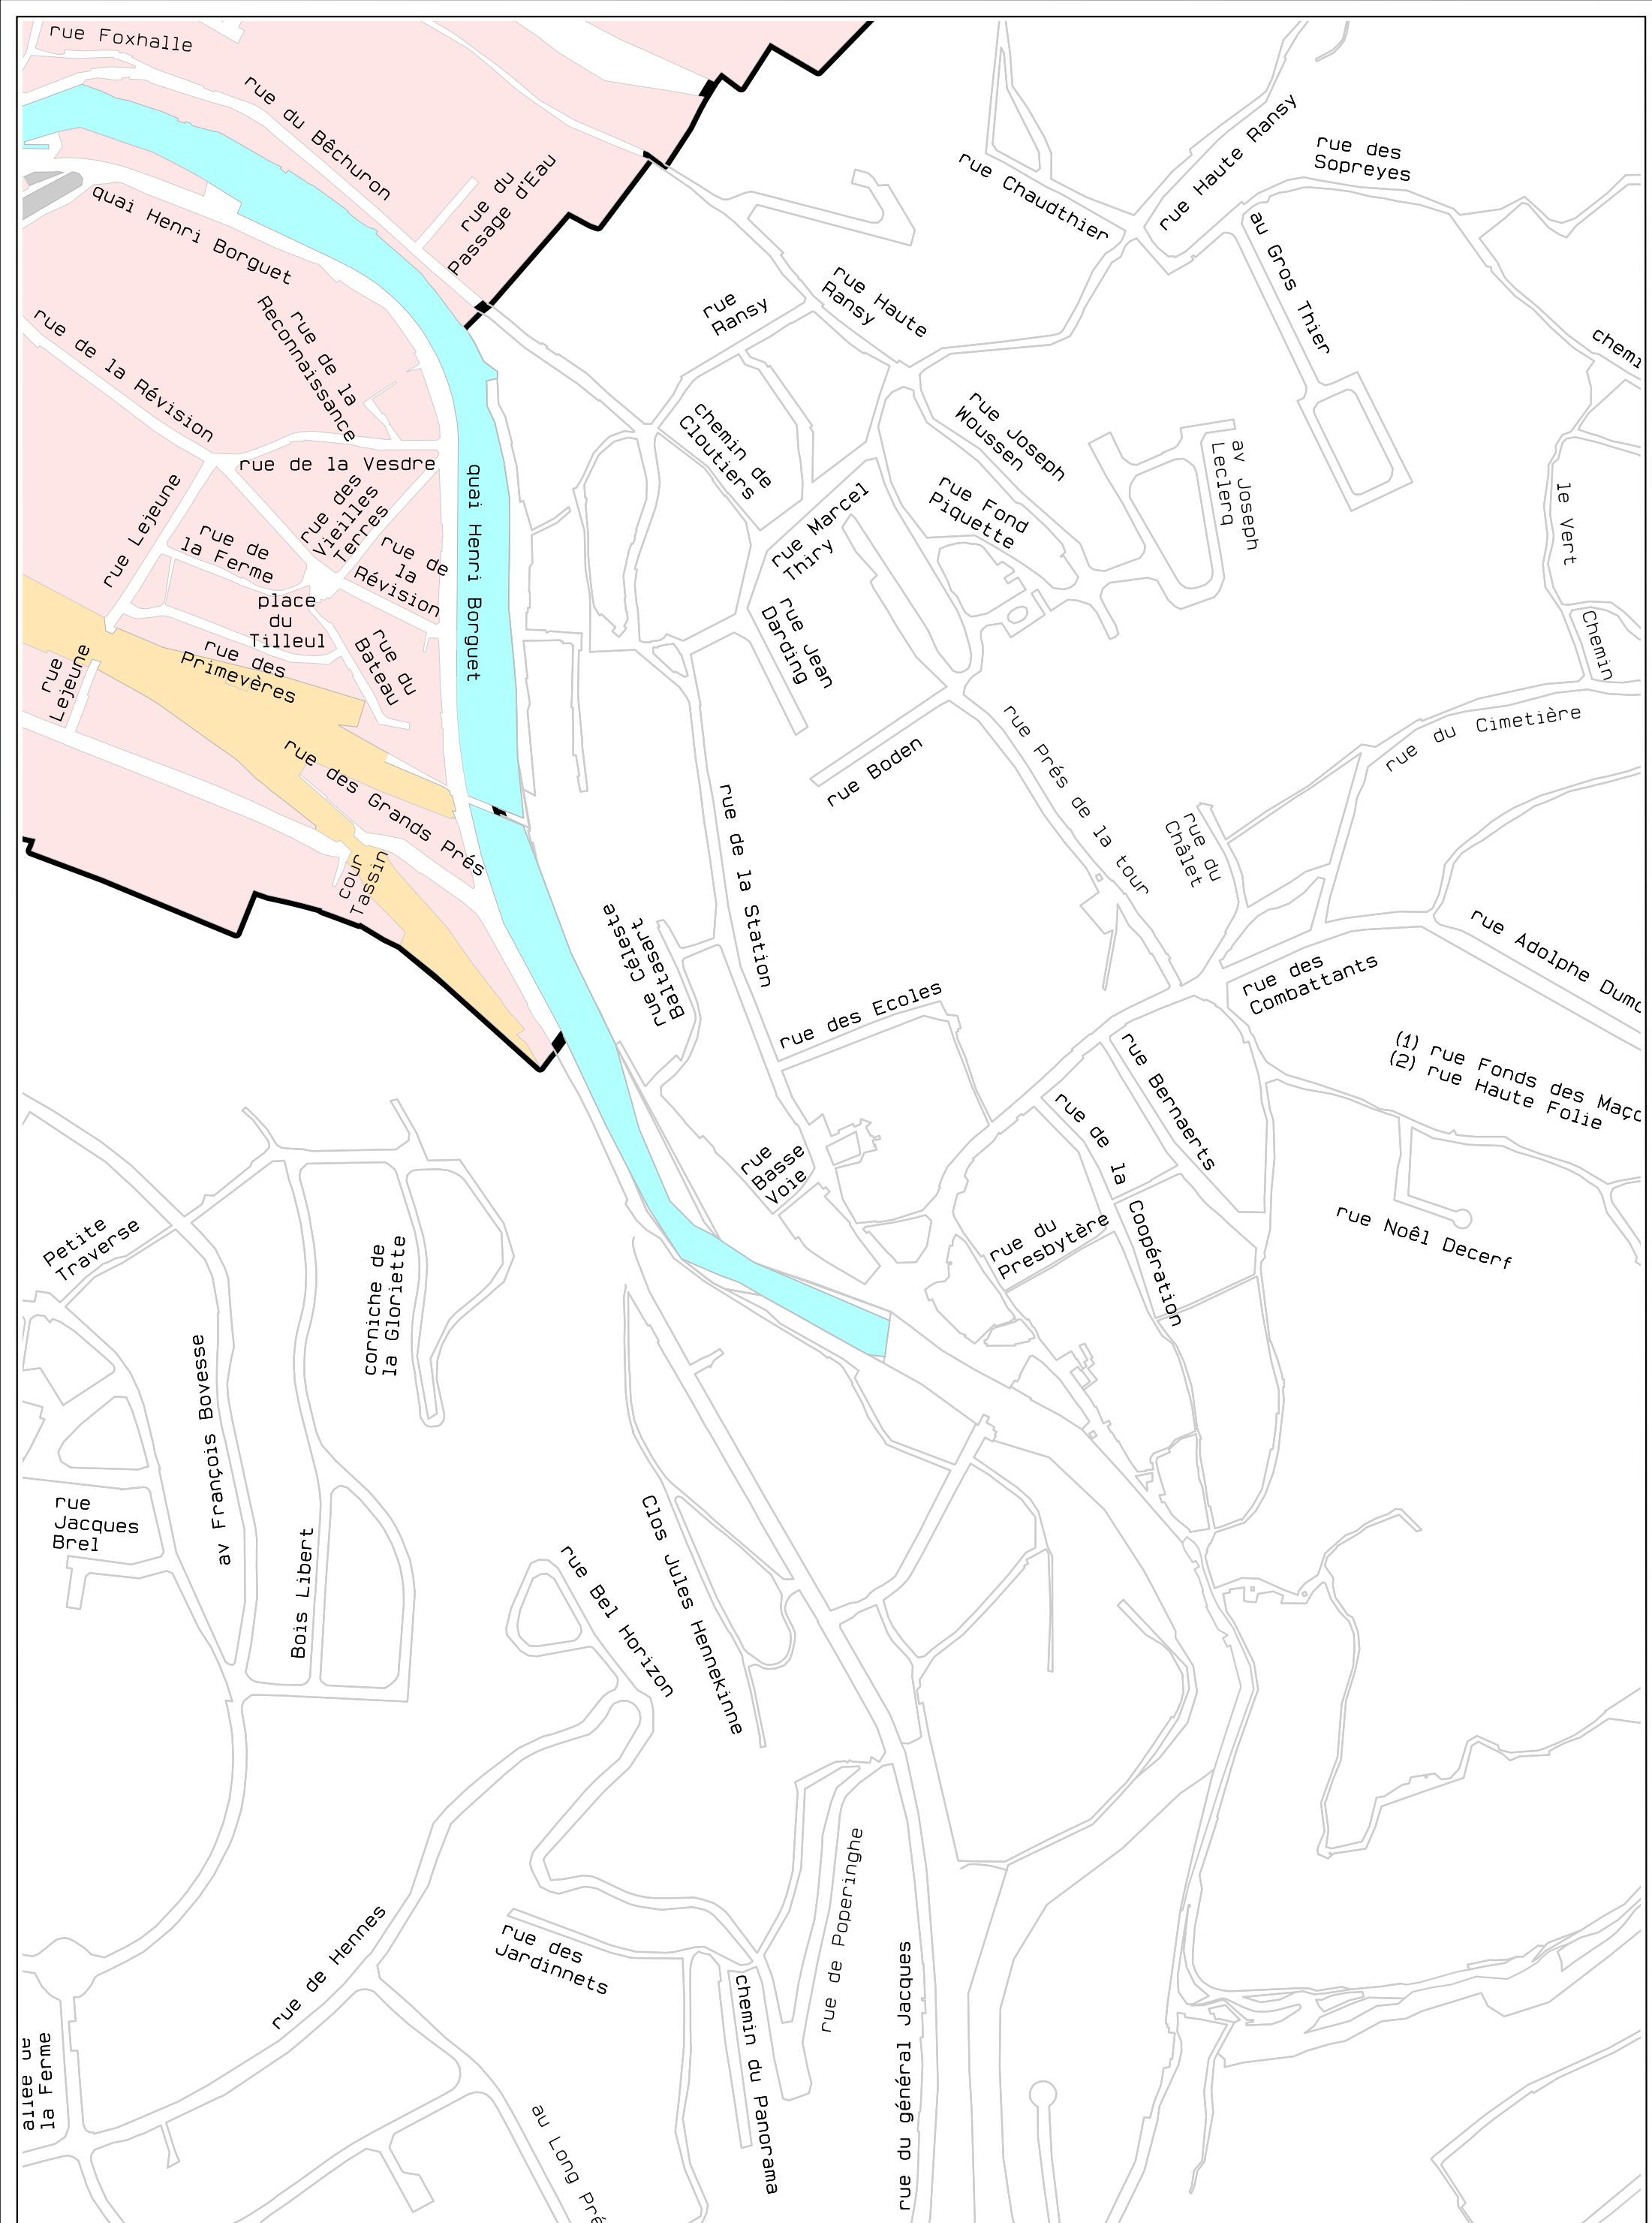 rue Foxhalle
rue du Bêchuron
rue du
Passage d'Eau
quai Henri Borguet
rue de la
Reconnaissance
rue de la Révision
rue de la Vesdre
rue des
Vieilles
Terres
rue Lejeune
rue de
la Ferme
rue de
la
Révision
place
du
Tilleul
rue des
Primevères
rue du
Bateau
rue
Lejeune
quai Henri Borguet
rue des Grands Prés
cour
Tassin
rue Chaudthier
rue Haute Ransy
rue des
Sopreyes
au Gros Thier
rue
Ransy
rue Haute
Ransy
chemin de
Cloutiers
rue Joseph
Woussen
rue Fond
Piquette
av Joseph
Leclerq
rue Marcel
Thiry
rue Jean
Darding
le Vert
Chemin
rue du Cimetière
rue Boden
rue Prés de la tour
rue du
Châlet
rue de la Station
rue Céleste
Baltasart
rue des Ecoles
rue des
Combattants
rue Adolphe
(1) rue Fonds des
(2) rue Haute Folie
rue Bernaerts
rue de la Coopération
rue
Basse
Voie
rue du
Presbytère
rue Noêl Decerf
Petite
Traverse
corniche de
la Gloriette
av François Bovesse
rue
Jacques
Brel
Bois Libert
Clos Jules Hennekinne
rue Bel Horizon
rue de Hennes
rue des
Jardinnets
rue de Poperinghe
chemin du Panorama
rue du général Jacques
la Ferme
au Long Pré